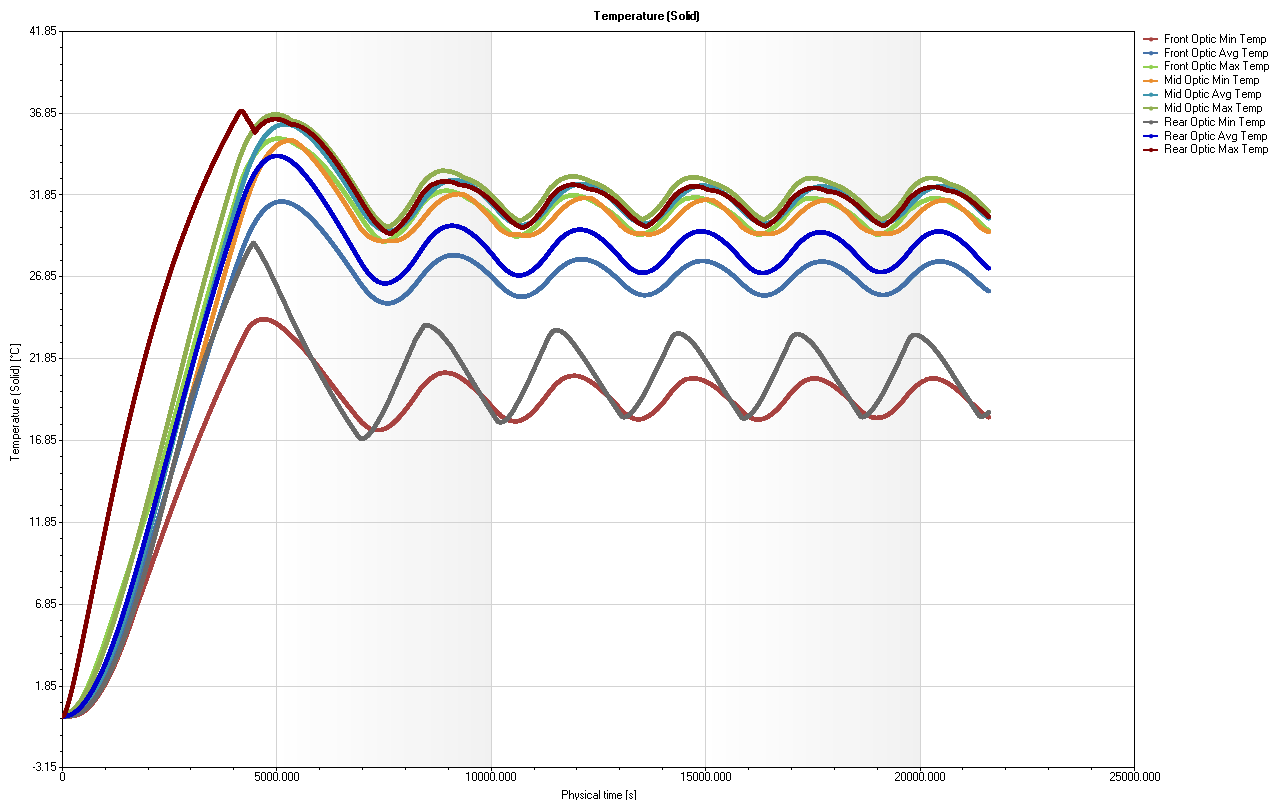 Temperature (Solid)
41.85
36.85
31.85
26.85
21.85
16.85
11.85
6.85
1.85
-3.15
Temperature (Solid) [°C]
0
5000.000
10000.000
15000.000
20000.000
25000.000
Physical time [s]
Front Optic Min Temp
Front Optic Avg Temp
Front Optic Max Temp
Mid Optic Min Temp
Mid Optic Avg Temp
Mid Optic Max Temp
Rear Optic Min Temp
Rear Optic Avg Temp
Rear Optic Max Temp